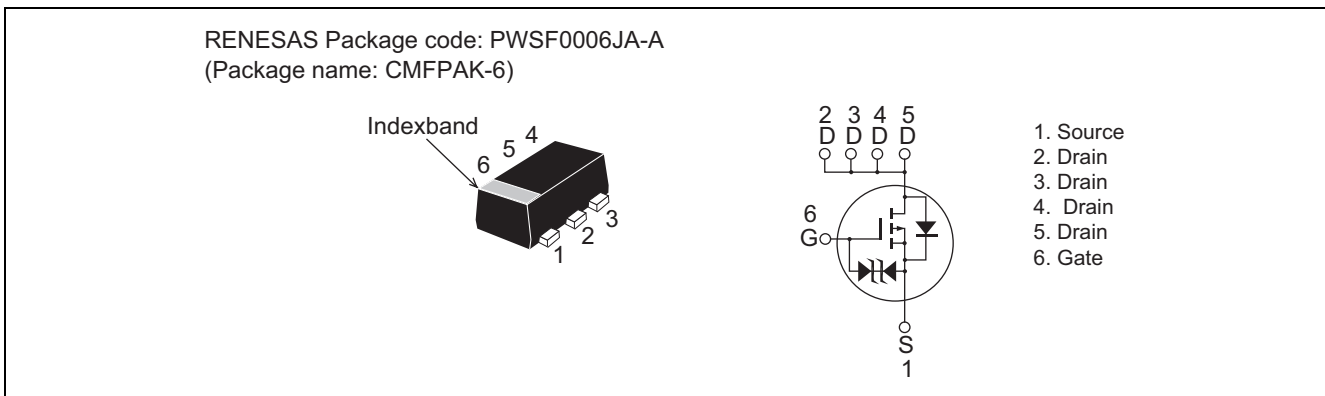 RENESAS Package code: PWSF0006JA-A
(Package name: CMFPAK-6)
Indexband
4
5
6
3
2
1
2 3 4 5
D D D D
6
G
S
1
1. Source
2. Drain
3. Drain
4. Drain
5. Drain
6. Gate